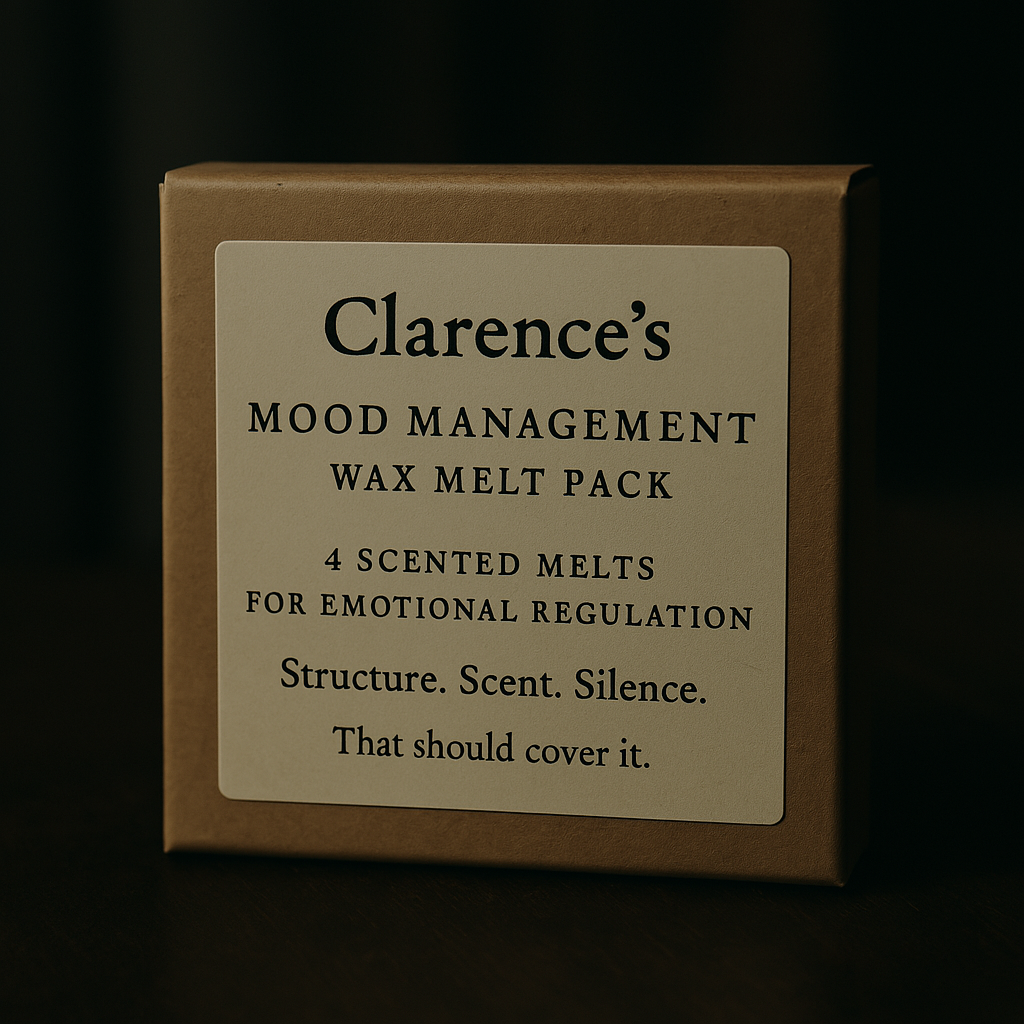 Clarence's
MOOD MANAGEMENT
WAX MELT PACK
4 SCENTED MELTS
FOR EMOTIONAL REGULATION
Structure. Scent. Silence.
That should cover it.